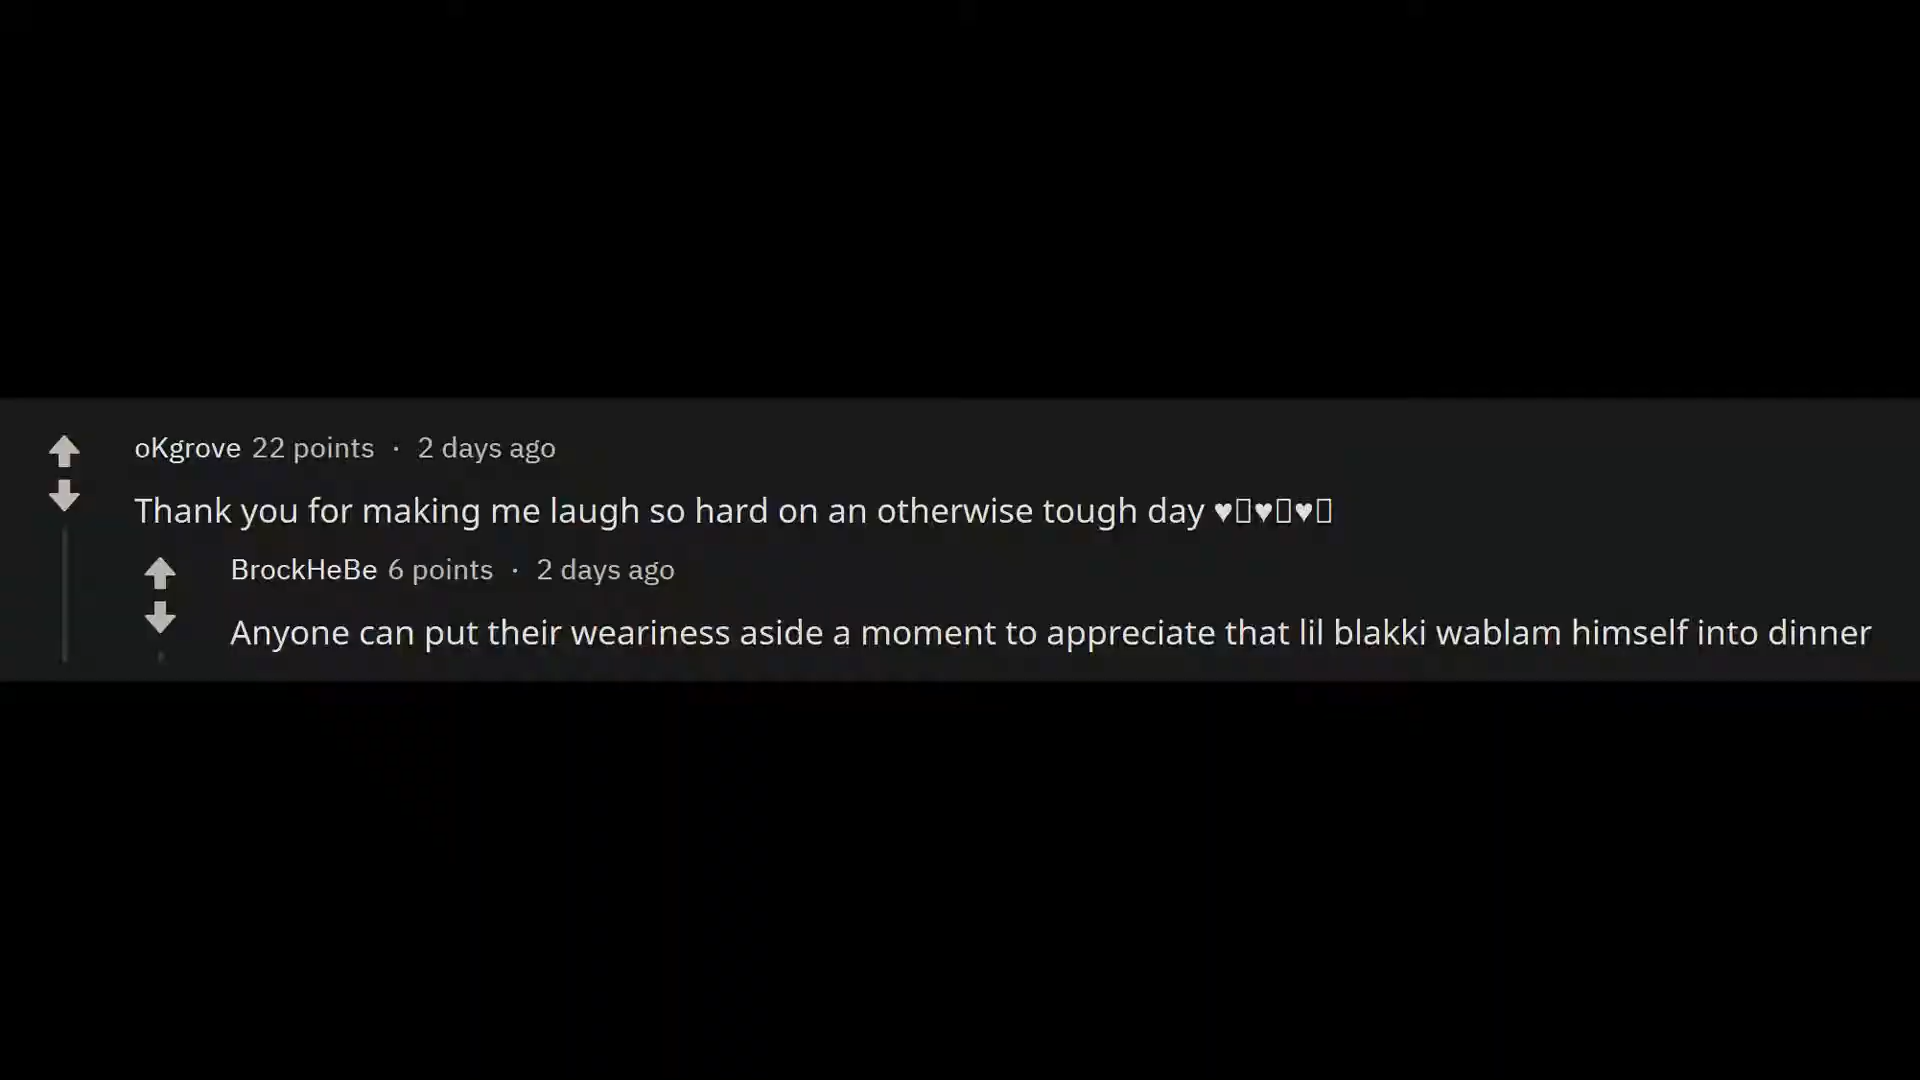 oKgrove 22 points · 2 days ago
Thank you for making me laugh so hard on an otherwise tough day ♥▯♥▯♥▯
BrockHeBe 6 points · 2 days ago
Anyone can put their weariness aside a moment to appreciate that lil blakki wablam himself into dinner